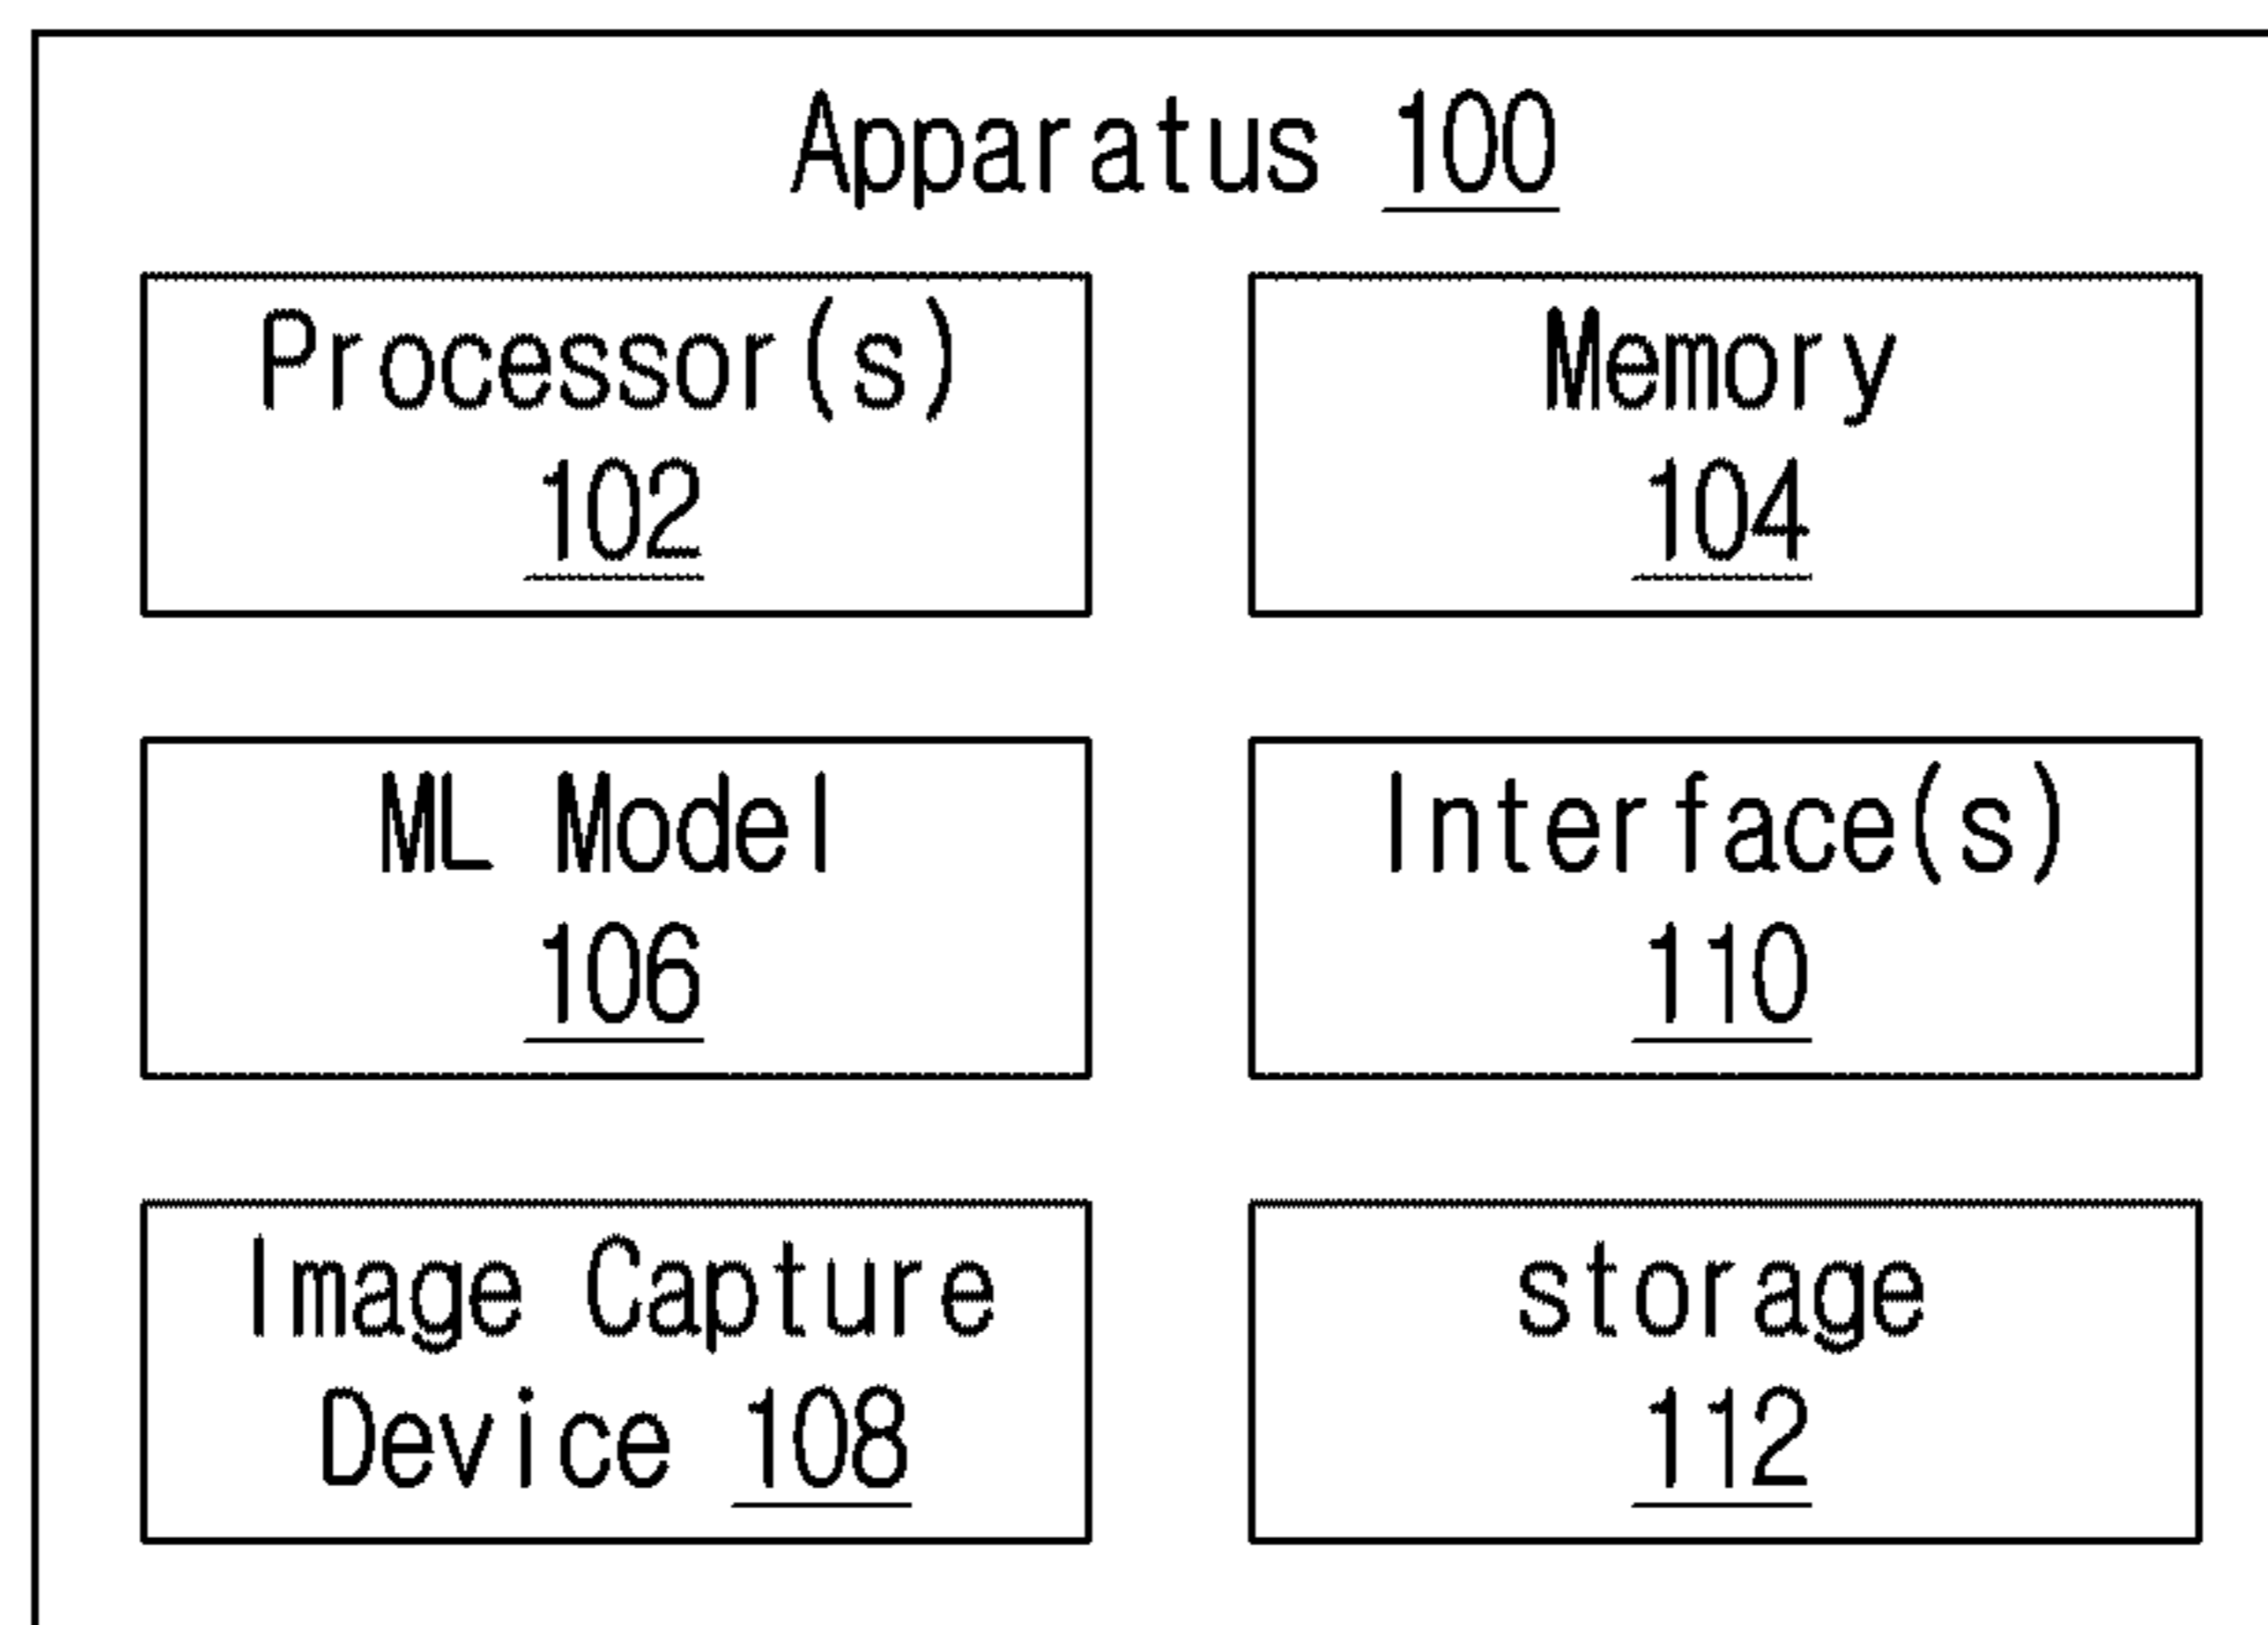 Apparatus 100
Processor(s)
102
Memory
104
ML Model
106
Interface(s)
110
Image Capture
Device 108
storage
112